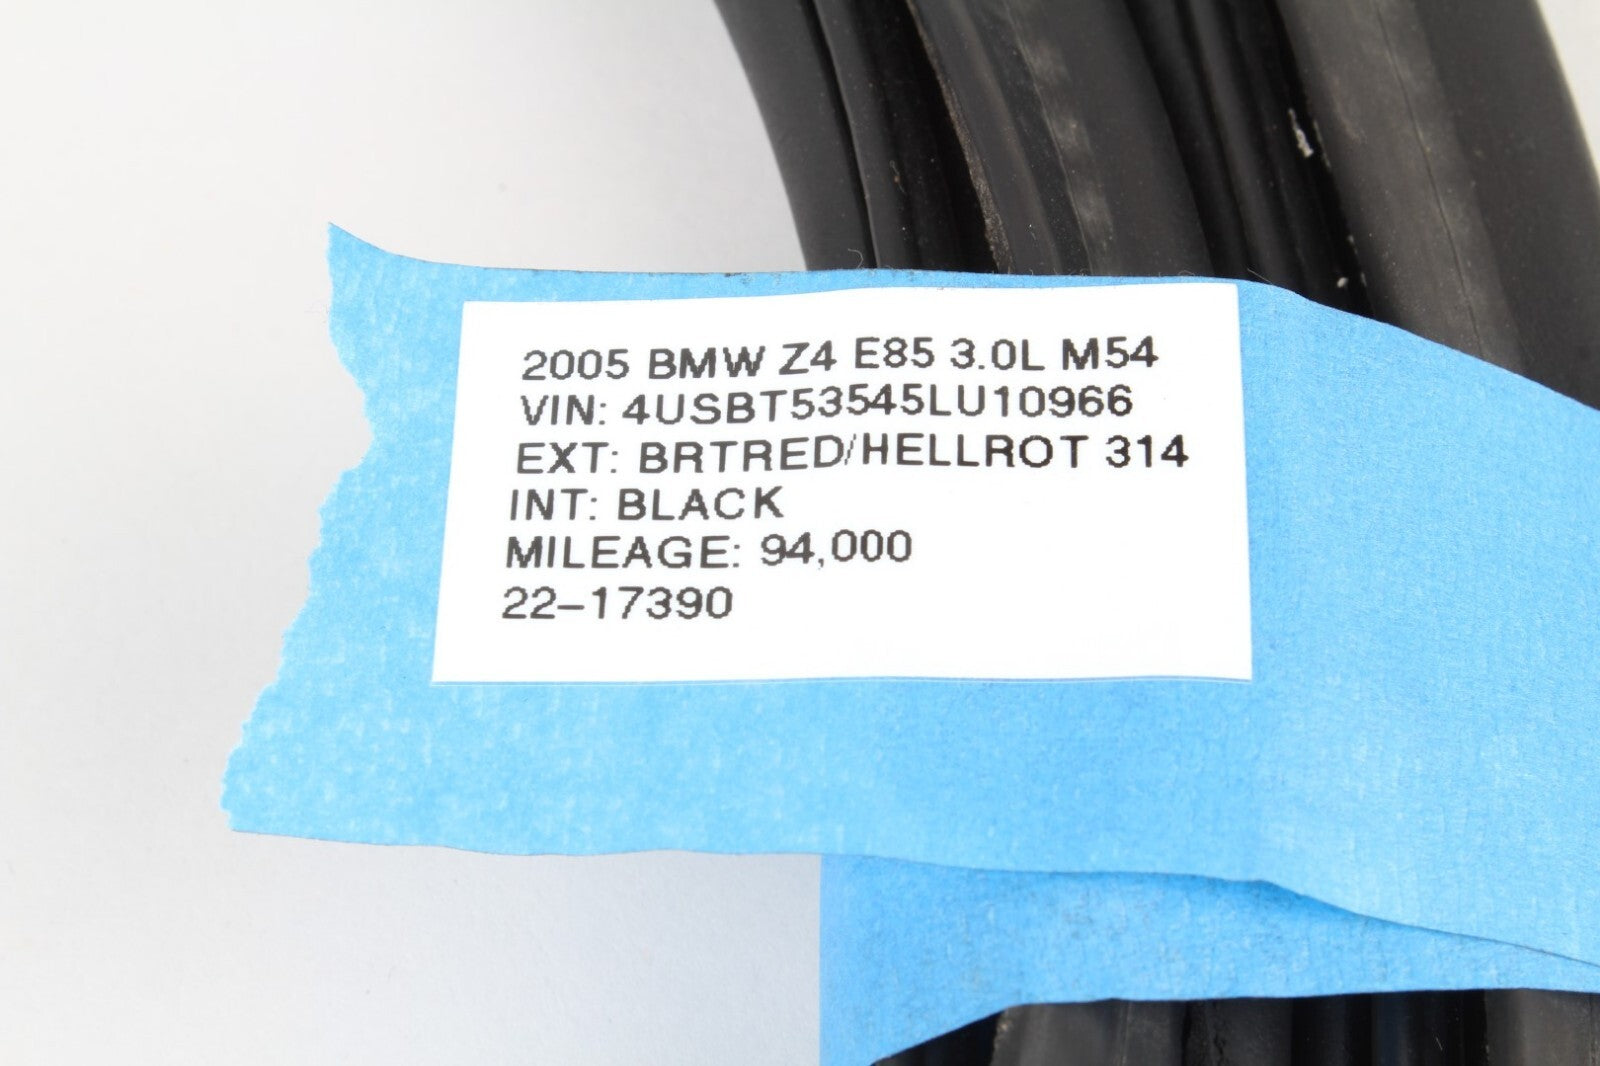 2005 BMW Z4 E85 3.0L M54
VIN: 4USBT53545LU10966
EXT: BRTRED/HELLROT 314
INT: BLACK
MILEAGE: 94,000
22-17390